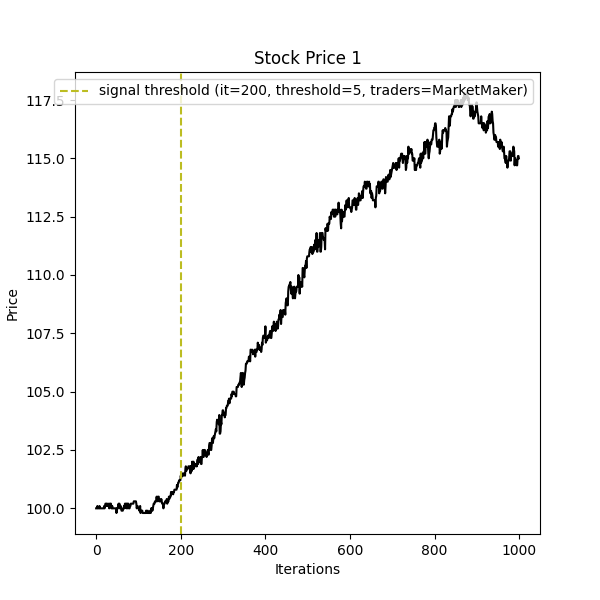 Stock Price 1
signal threshold (it=200, threshold=5, traders=MarketMaker)
117.5
115.0
112.5
110.0
107.5
105.0
102.5
100.0
Price
0 200 400 600 800 1000
Iterations